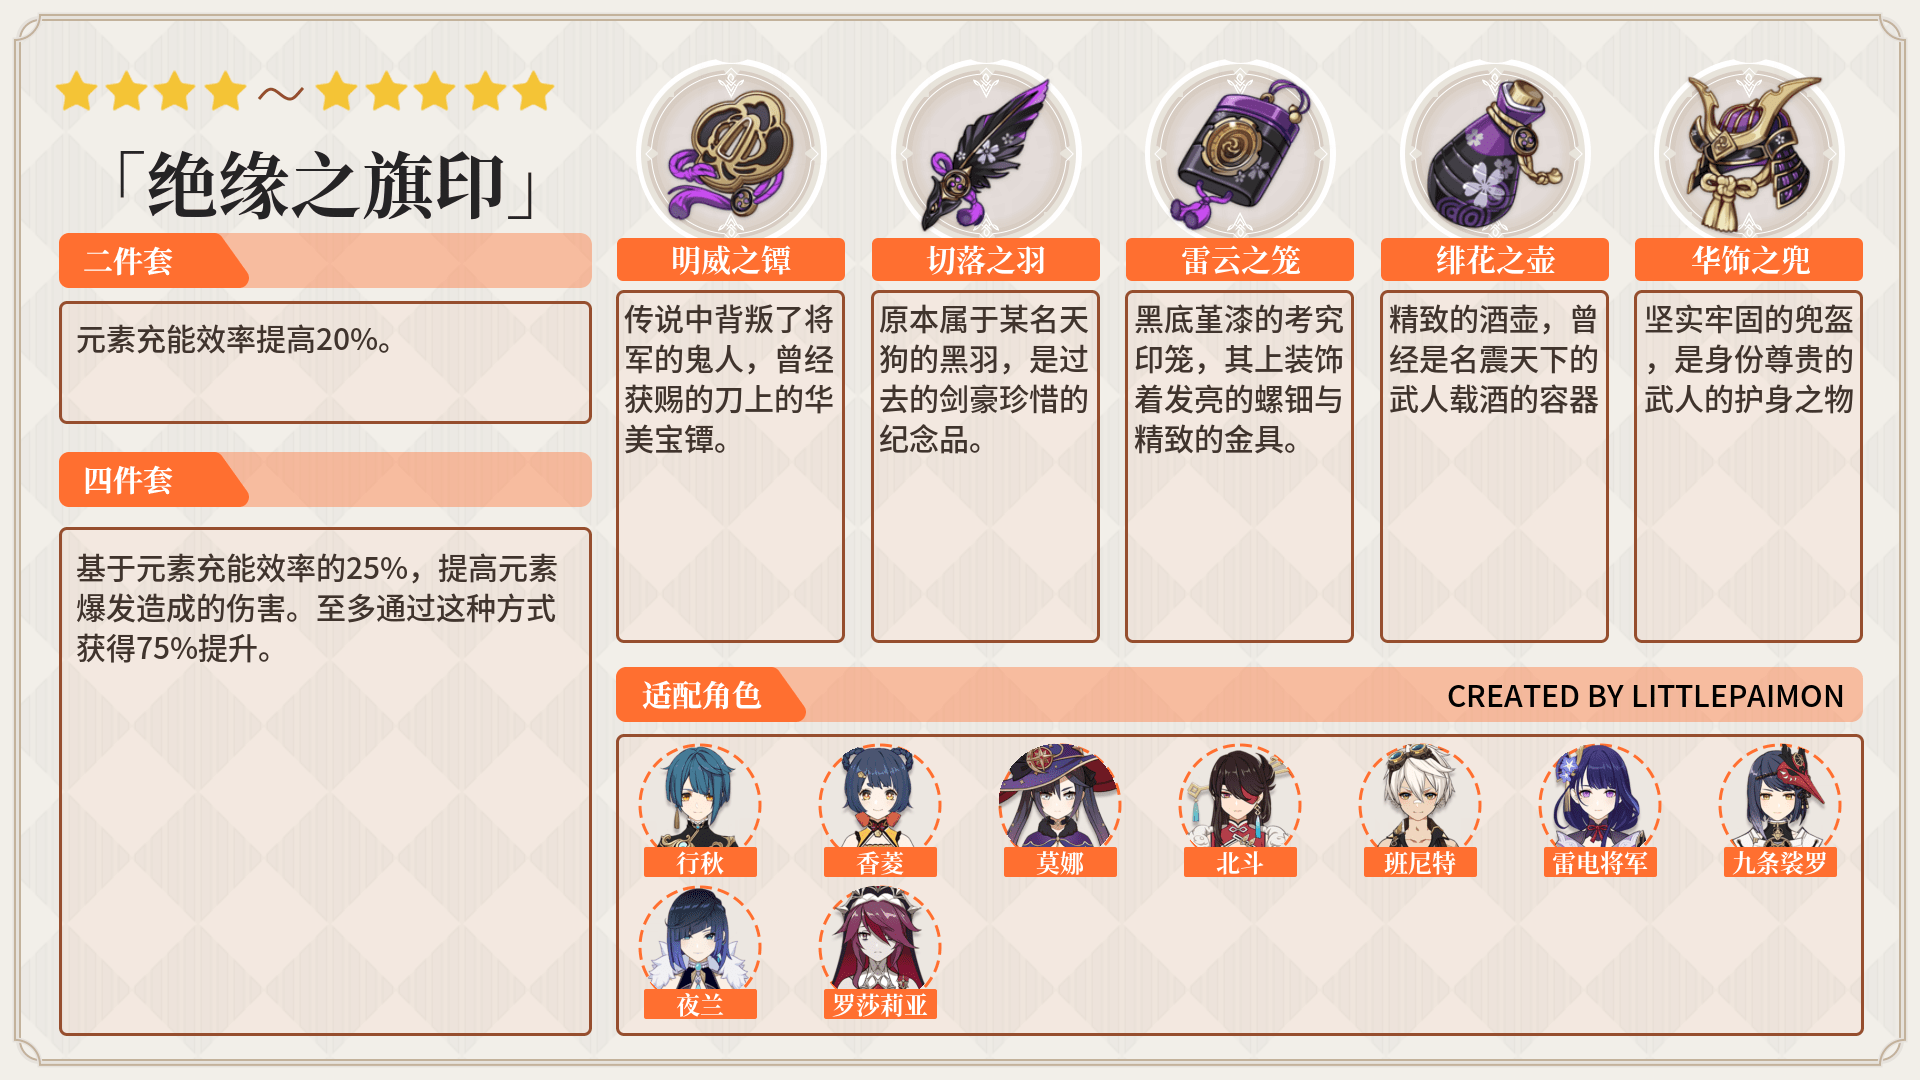 ～
「绝缘之旗印」
二件套
元素充能效率提高20%。
四件套
基于元素充能效率的25%，提高元素
爆发造成的伤害。至多通过这种方式
获得75%提升。
明威之镡
传说中背叛了将
军的鬼人，曾经
获赐的刀上的华
美宝镡。
切落之羽
原本属于某名天
狗的黑羽，是过
去的剑豪珍惜的
纪念品。
雷云之笼
黑底堇漆的考究
印笼，其上装饰
着发亮的螺钿与
精致的金具。
绯花之壶
精致的酒壶，曾
经是名震天下的
武人载酒的容器
华饰之兜
坚实牢固的兜盔
，是身份尊贵的
武人的护身之物
适配角色
CREATED BY LITTLEPAIMON
行秋
香菱
莫娜
北斗
班尼特
雷电将军
九条裟罗
夜兰
罗莎莉亚